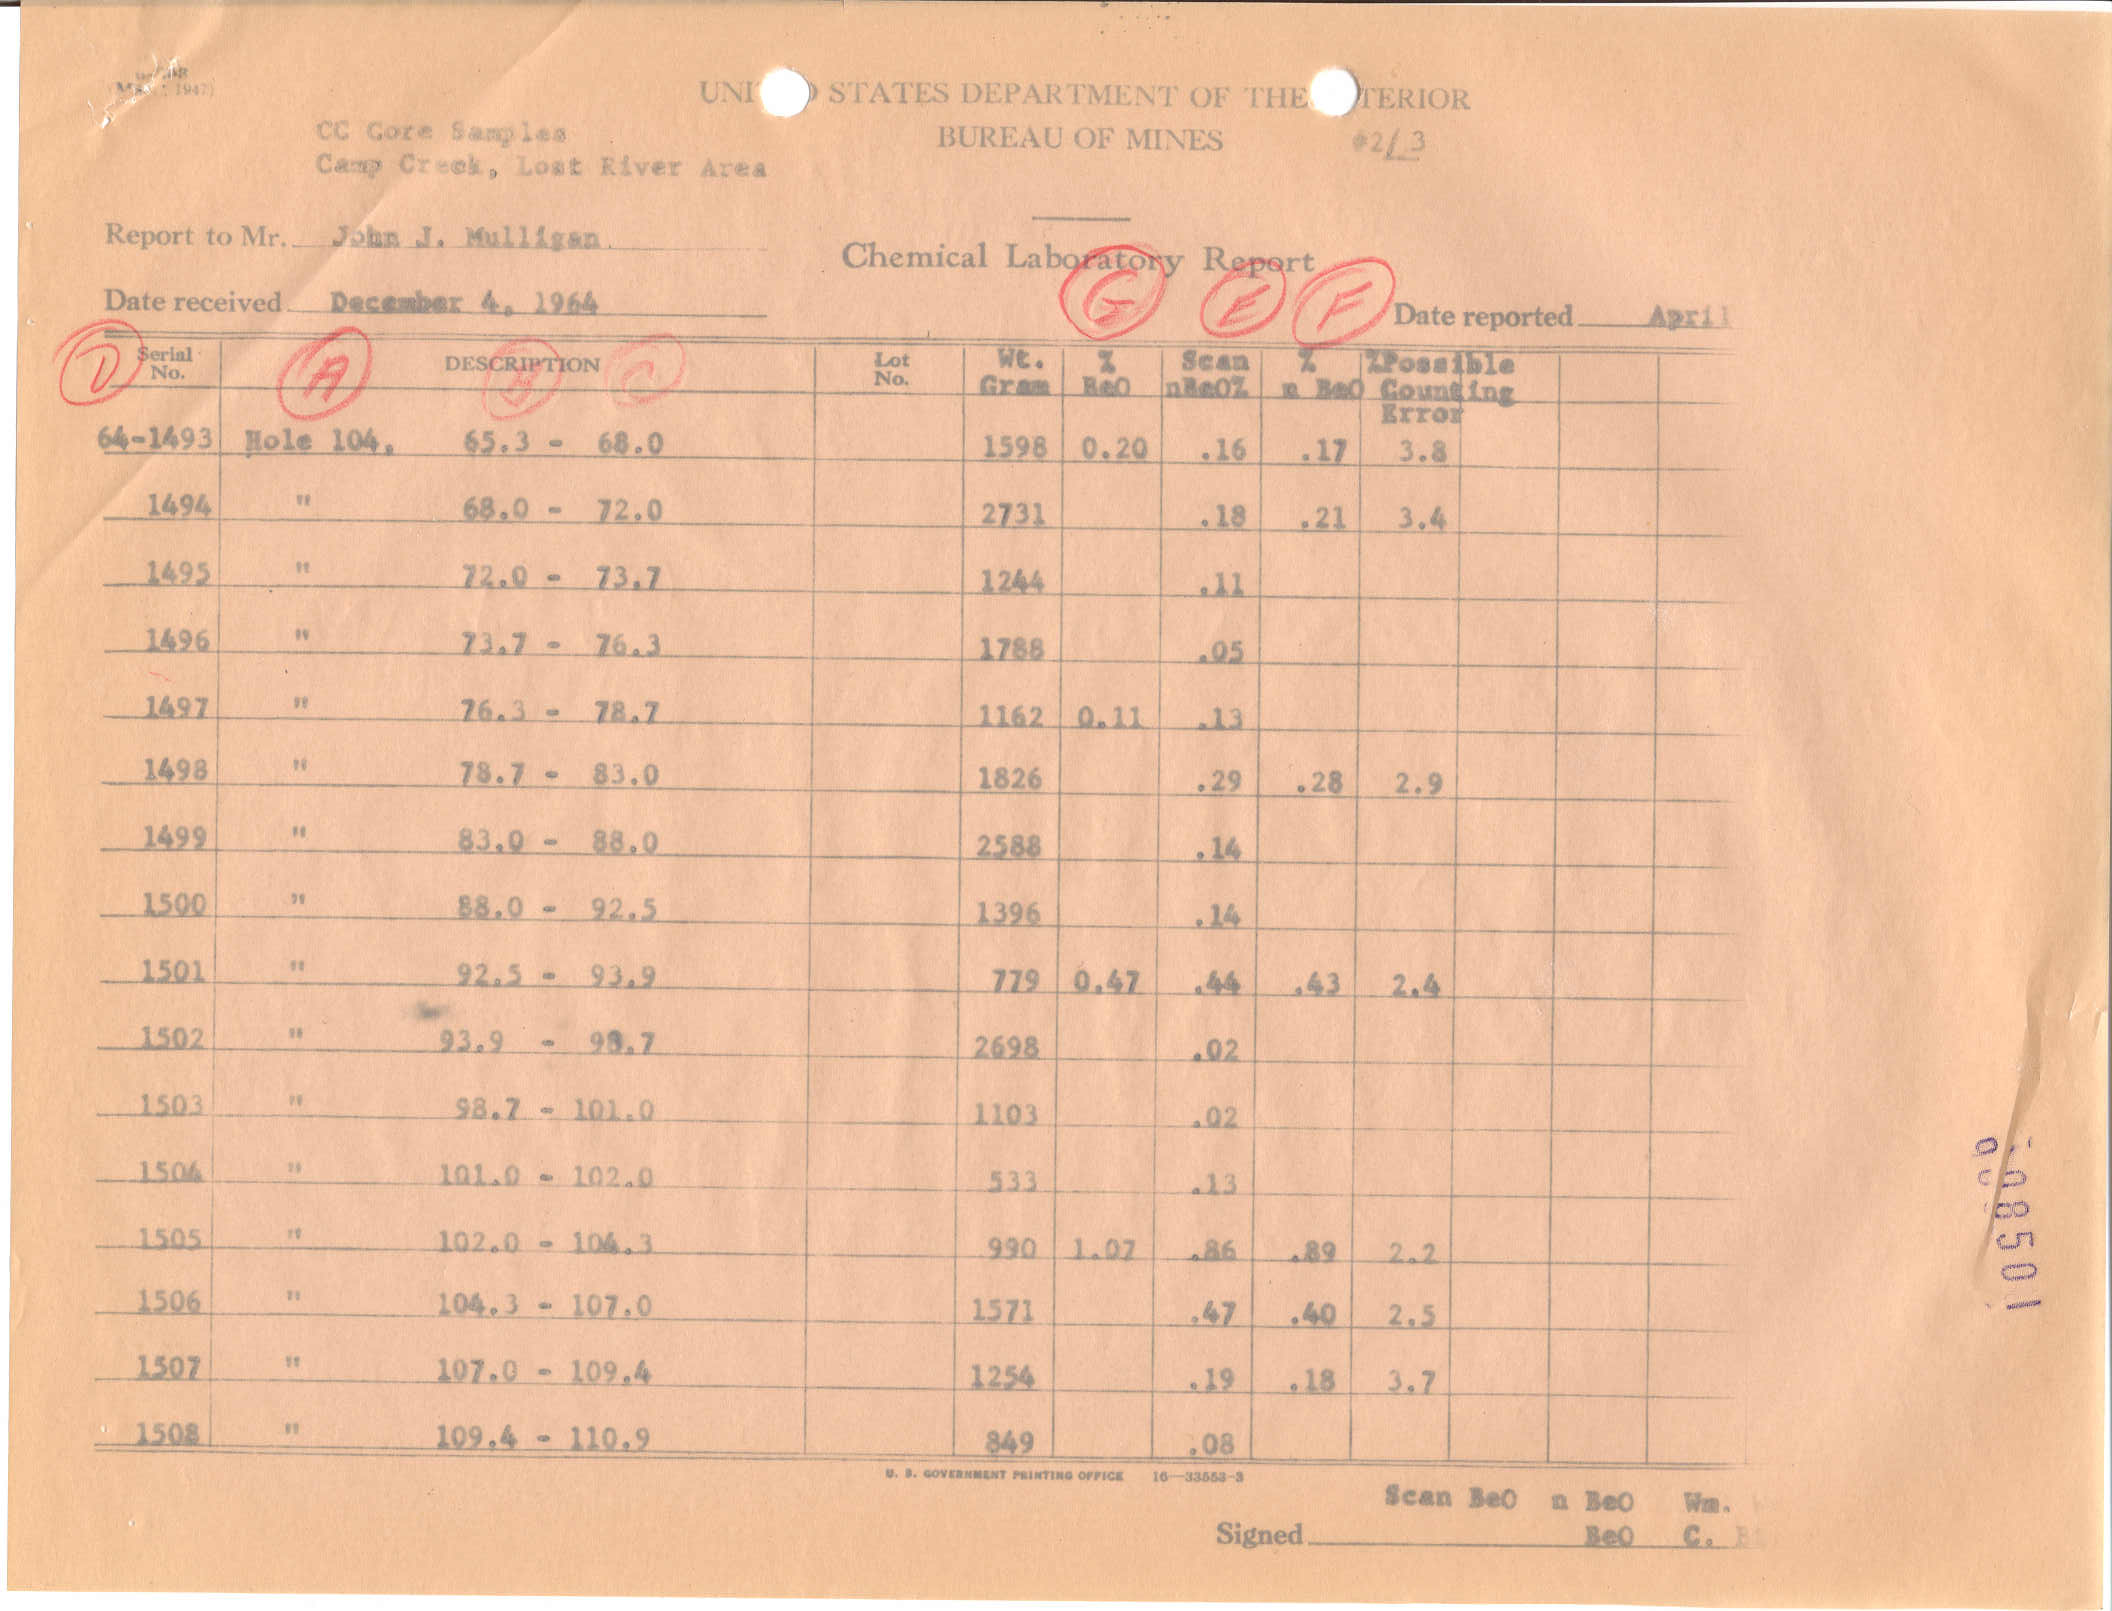 (M 1947)
UNI D STATES DEPARTMENT OF THE TERIOR
CC Core Samples
BUREAU OF MINES #2/3
Camp Creek, Lost River Area
Report to Mr. John J. Mulligan
Chemical Laboratory Report
G E F
Date received December 4, 1964
Date reported April
D A B C
Serial No. DESCRIPTION Lot No. Wt. Gram % BeO Scan nBeO% % n BeO %Possible Counting Error
64-1493 Hole 104, 65.3 - 68.0 1598 0.20 .16 .17 3.8
1494 " 68.0 - 72.0 2731 .18 .21 3.4
1495 " 72.0 - 73.7 1244 .11
1496 " 73.7 - 76.3 1788 .05
1497 " 76.3 - 78.7 1162 0.11 .13
1498 " 78.7 - 83.0 1826 .29 .28 2.9
1499 " 83.0 - 88.0 2588 .14
1500 " 88.0 - 92.5 1396 .14
1501 " 92.5 - 93.9 779 0.47 .44 .43 2.4
1502 " 93.9 - 98.7 2698 .02
1503 " 98.7 - 101.0 1103 .02
1504 " 101.0 - 102.0 533 .13
1505 " 102.0 - 104.3 990 1.07 .86 .89 2.2
1506 " 104.3 - 107.0 1571 .47 .40 2.5
1507 " 107.0 - 109.4 1254 .19 .18 3.7
1508 " 109.4 - 110.9 849 .08
U. S. GOVERNMENT PRINTING OFFICE 16—33553-3
Scan BeO n BeO Wm.
Signed BeO C.